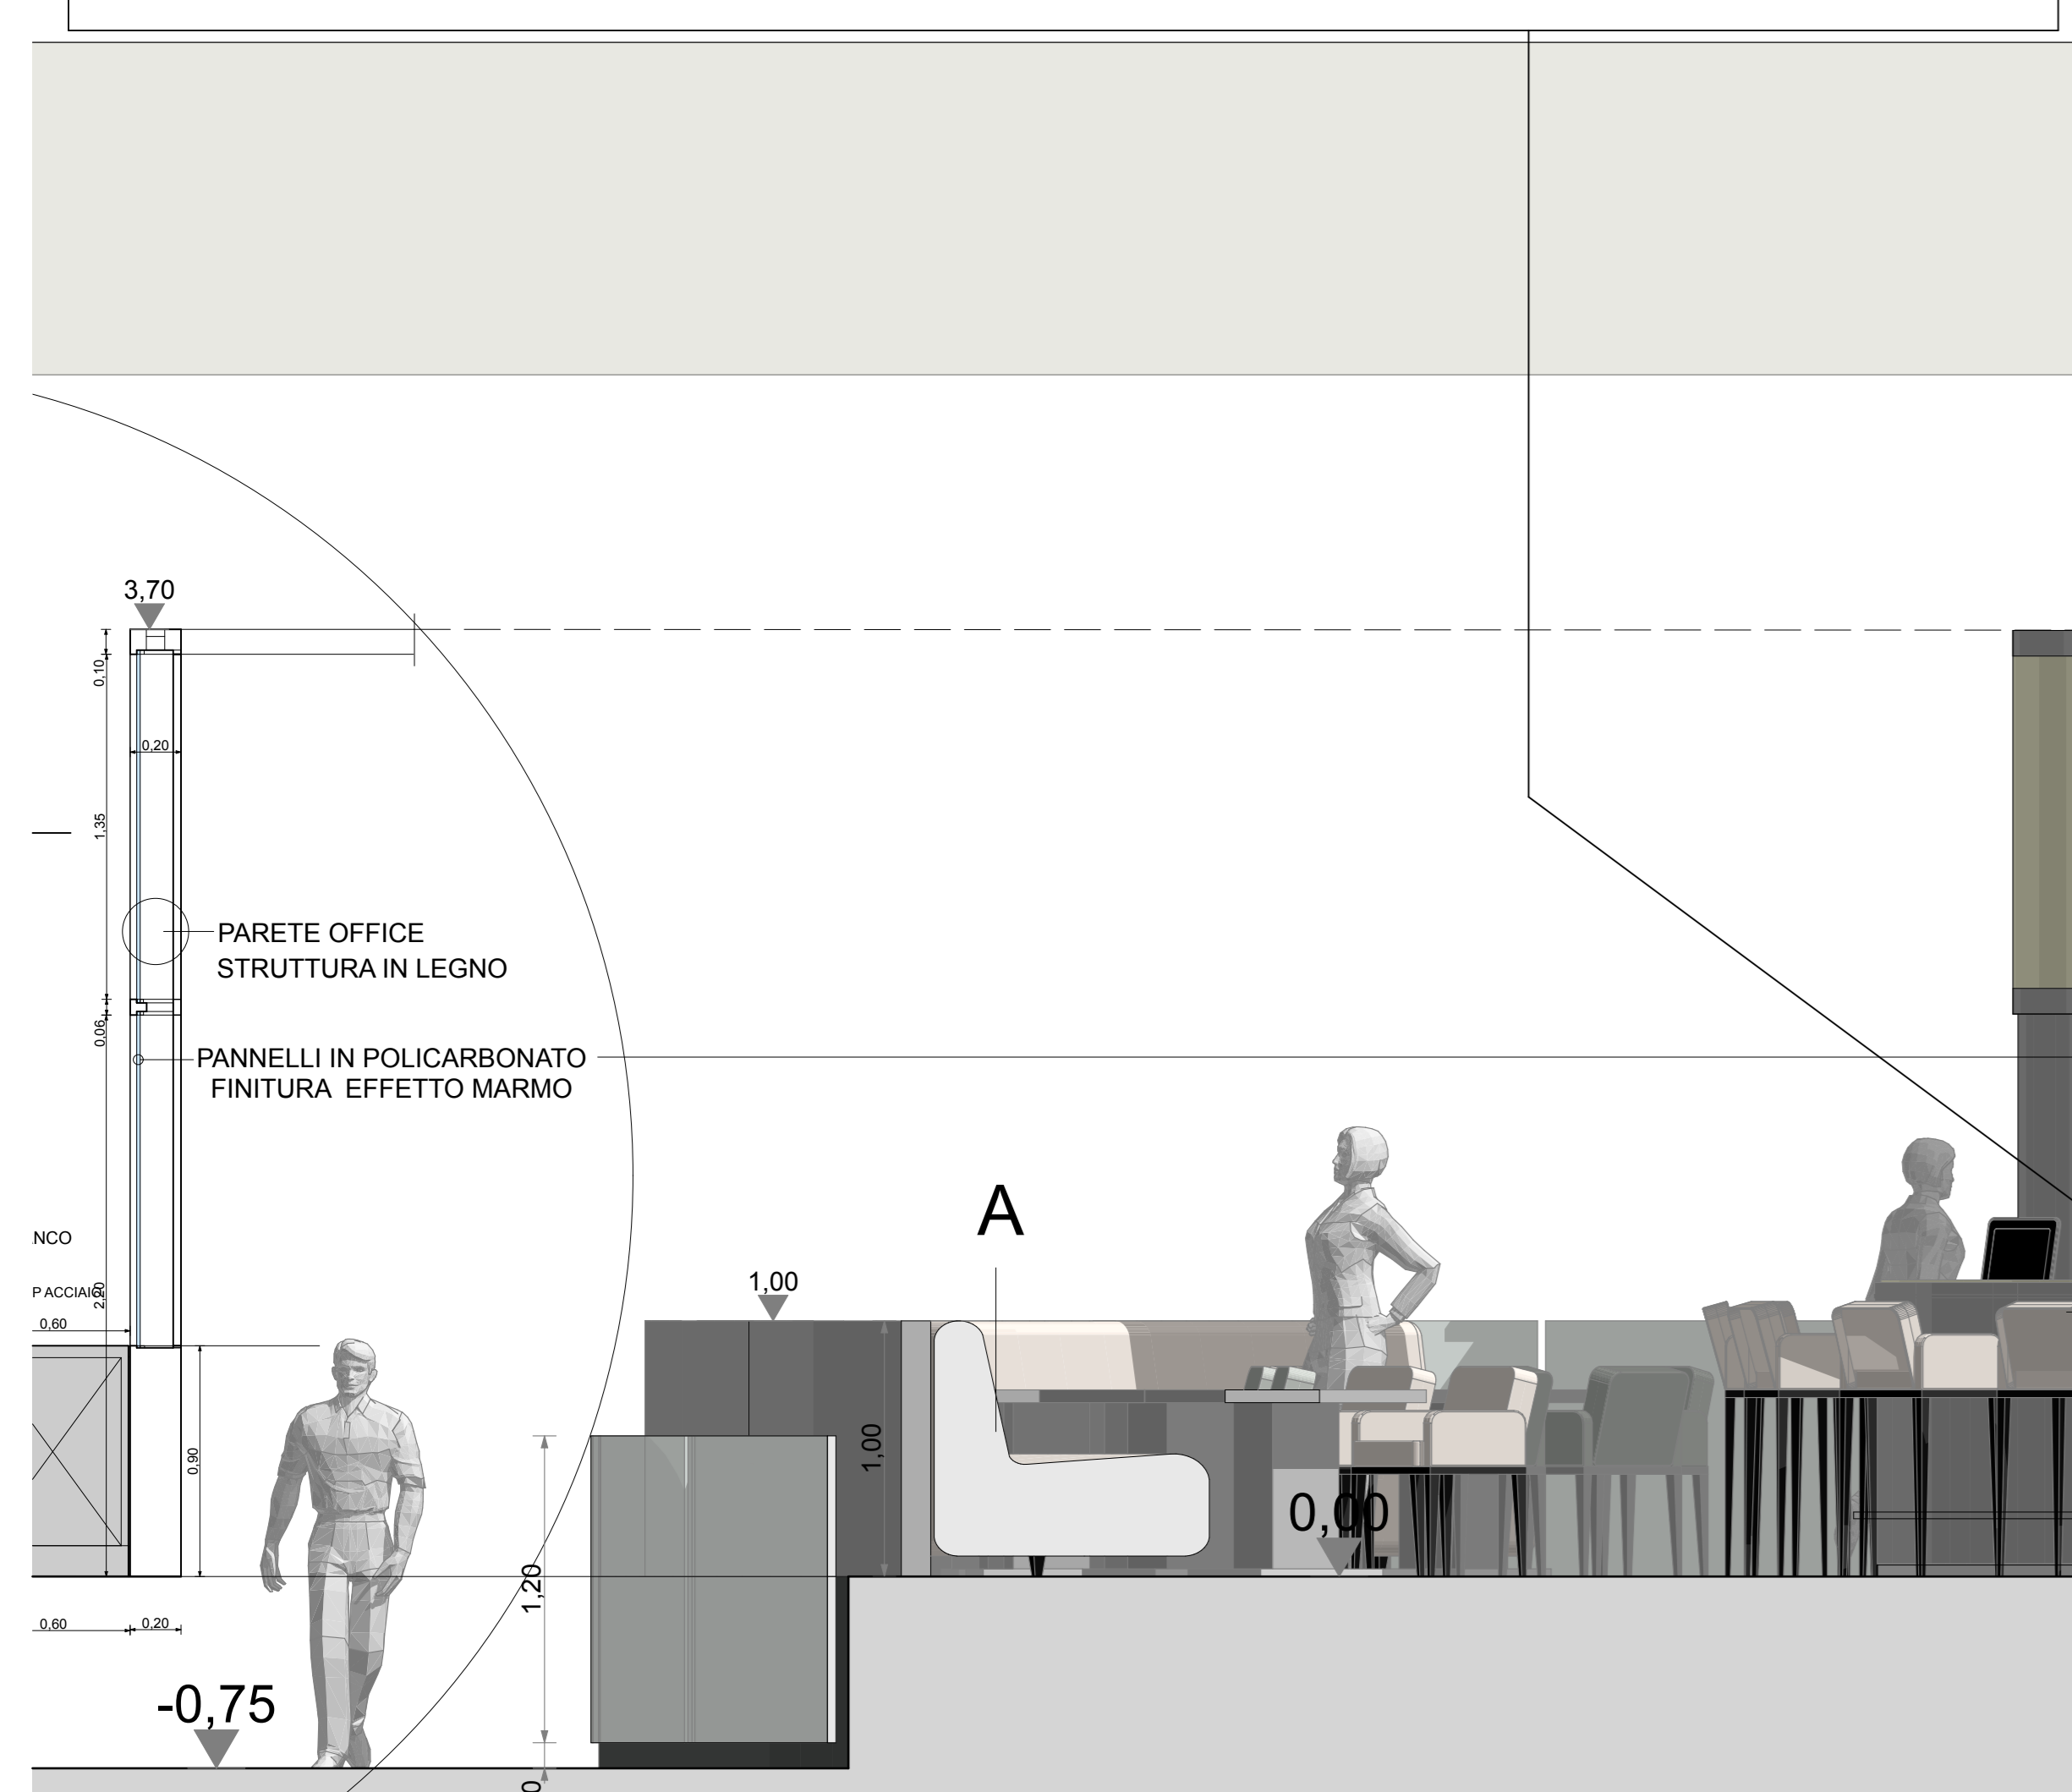 3,70
0,10
0,20
1,35
PARETE OFFICE
STRUTTURA IN LEGNO
0,06
PANNELLI IN POLICARBONATO
FINITURA EFFETTO MARMO
A
NCO
1,00
P ACCIAIO
0,60
1,00
0,90
0,00
1,20
0,60
0,20
-0,75
0